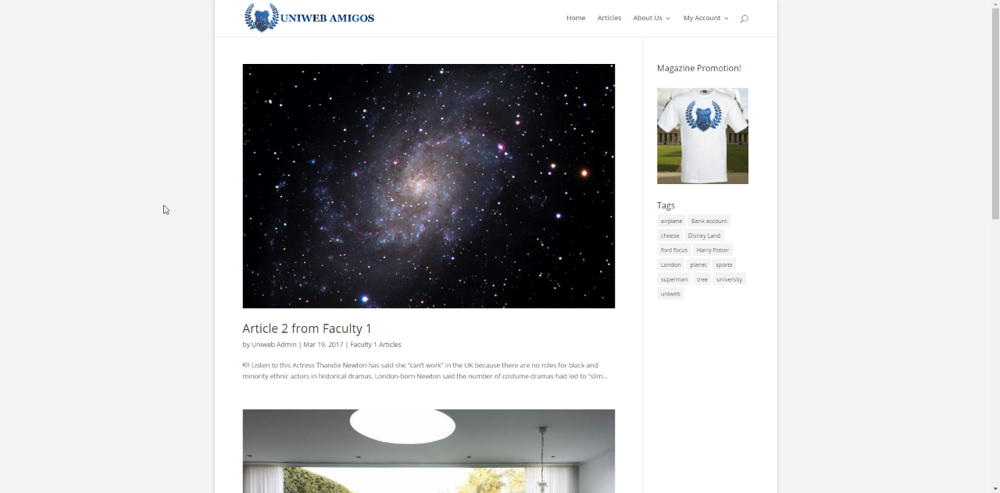 UNIWEB AMIGOS
Home
Articles
About Us
My Account
Article 2 from Faculty 1
by Uniweb Admin | Mar 19, 2017 | Faculty 1 Articles
Listen to this Actress Thandie Newton has said she “can’t work” in the UK because there are no roles for black and
minority ethnic actors in historical dramas. London-born Newton said the number of costume dramas had led to “slim...
Magazine Promotion!
Tags
airplane
Bank account
cheese
Disney Land
ford focus
Harry Potter
London
planet
sports
superman
tree
university
uniweb